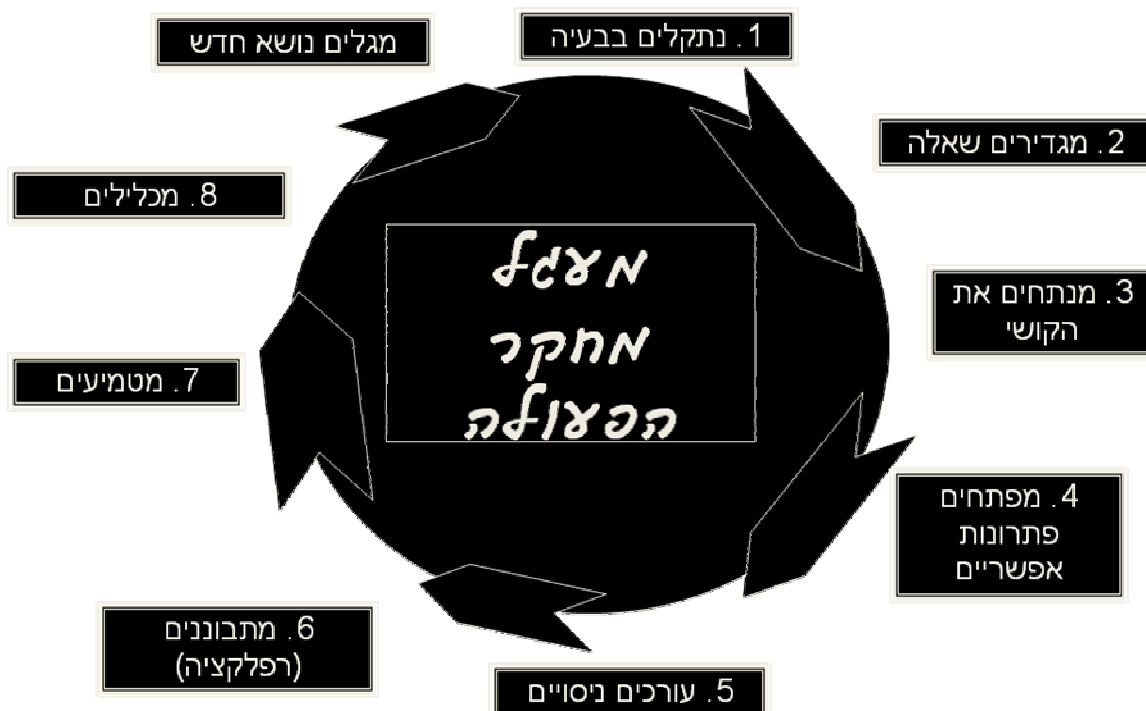 מעגל
מחקר
הפעולה
1. נתקלים בבעיה
2. מגדירים שאלה
3. מנתחים את
הקושי
4. מפתחים
פתרונות
אפשריים
5. עורכים ניסויים
6. מתבוננים
(רפלקציה)
7. מטמיעים
8. מכלילים
מגלים נושא חדש